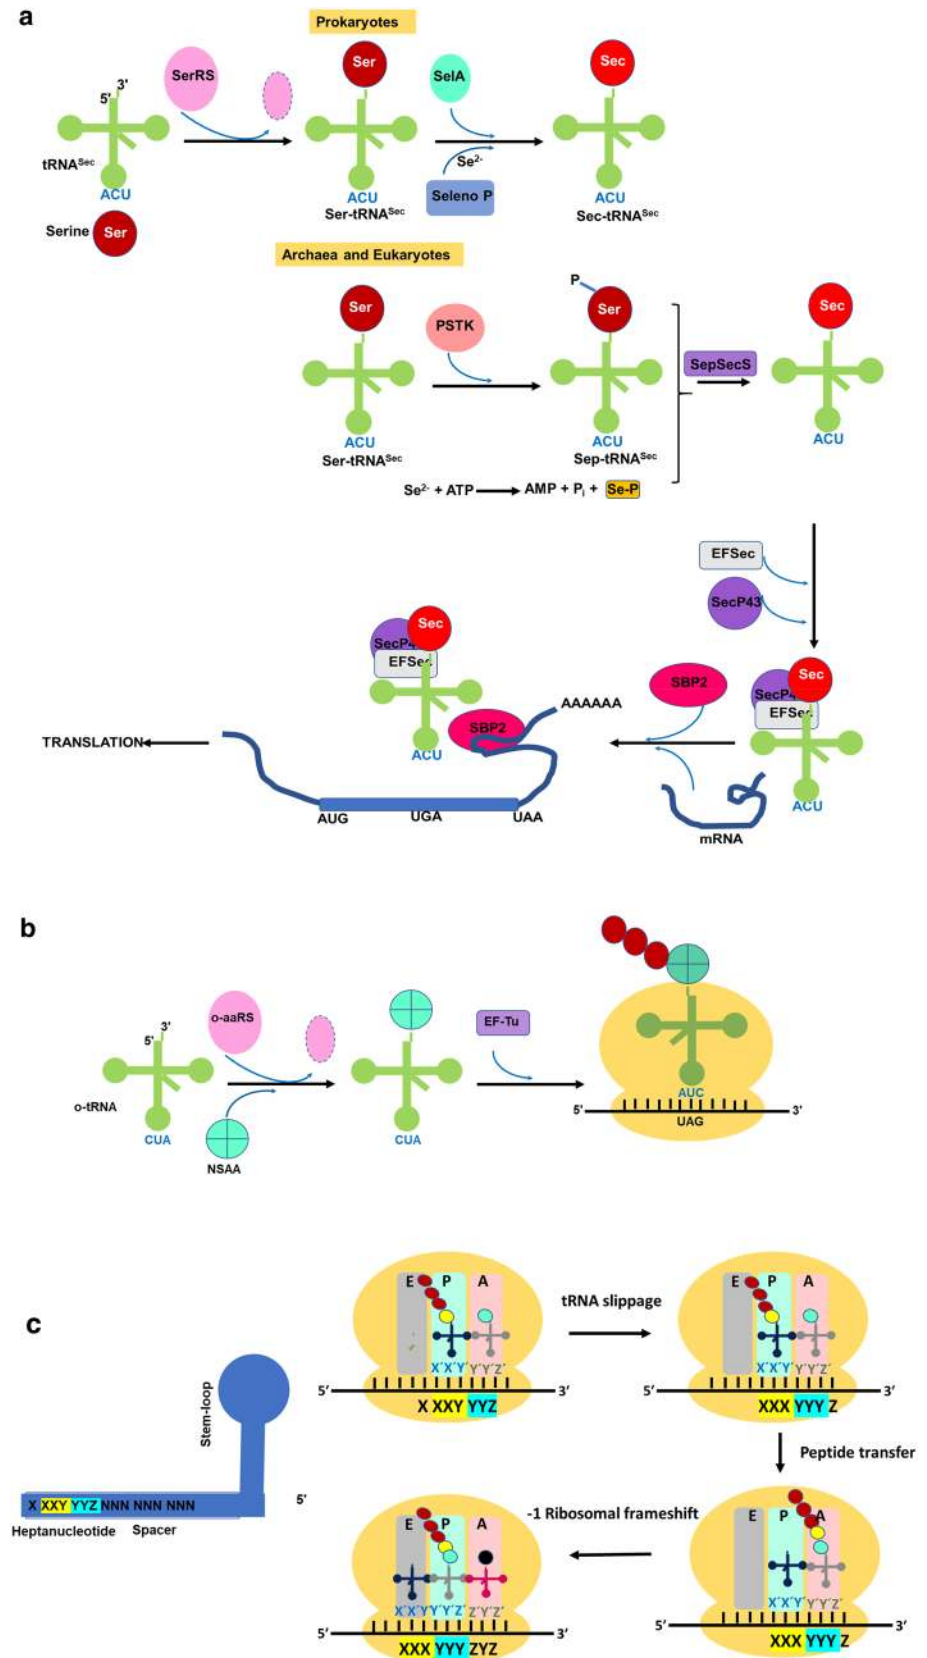 a
Prokaryotes
SerRS
Ser
SelA
Sec
5' 3'
tRNASec
ACU
Se2-
Seleno P
ACU
Ser-tRNASec
ACU
Sec-tRNASec
Serine Ser
Archaea and Eukaryotes
Ser
PSTK
P
Ser
Sec
SepSecS
ACU
Ser-tRNASec
ACU
Sep-tRNASec
ACU
Se2- + ATP AMP + Pi + Se-P
EFSec
SecP43
Sec
SecP4
EFSec
SBP2
AAAAAA
ACU
TRANSLATION
AUG UGA UAA
SBP2
mRNA
Sec
SecP4
EFSec
ACU
b
o-aaRS
5' 3'
o-tRNA
CUA
NSAA
CUA
EF-Tu
AUC
5' 3'
UAG
c
Stem-loop
X XXY YYZ NNN NNN NNN
Heptanucleotide Spacer
5'
E P A
X´X´Y´ Y´Y´Z´
5' 3'
X XXY YYZ
tRNA slippage
E P A
X´X´Y´ Y´Y´Z´
5' 3'
XXX YYY Z
Peptide transfer
E P A
X´X´Y´ Y´Y´Z´
5' 3'
XXX YYY Z
-1 Ribosomal frameshift
E P A
X´X´Y´ Y´Y´Z´ Z´Y´Z´
5' 3'
XXX YYY ZYZ